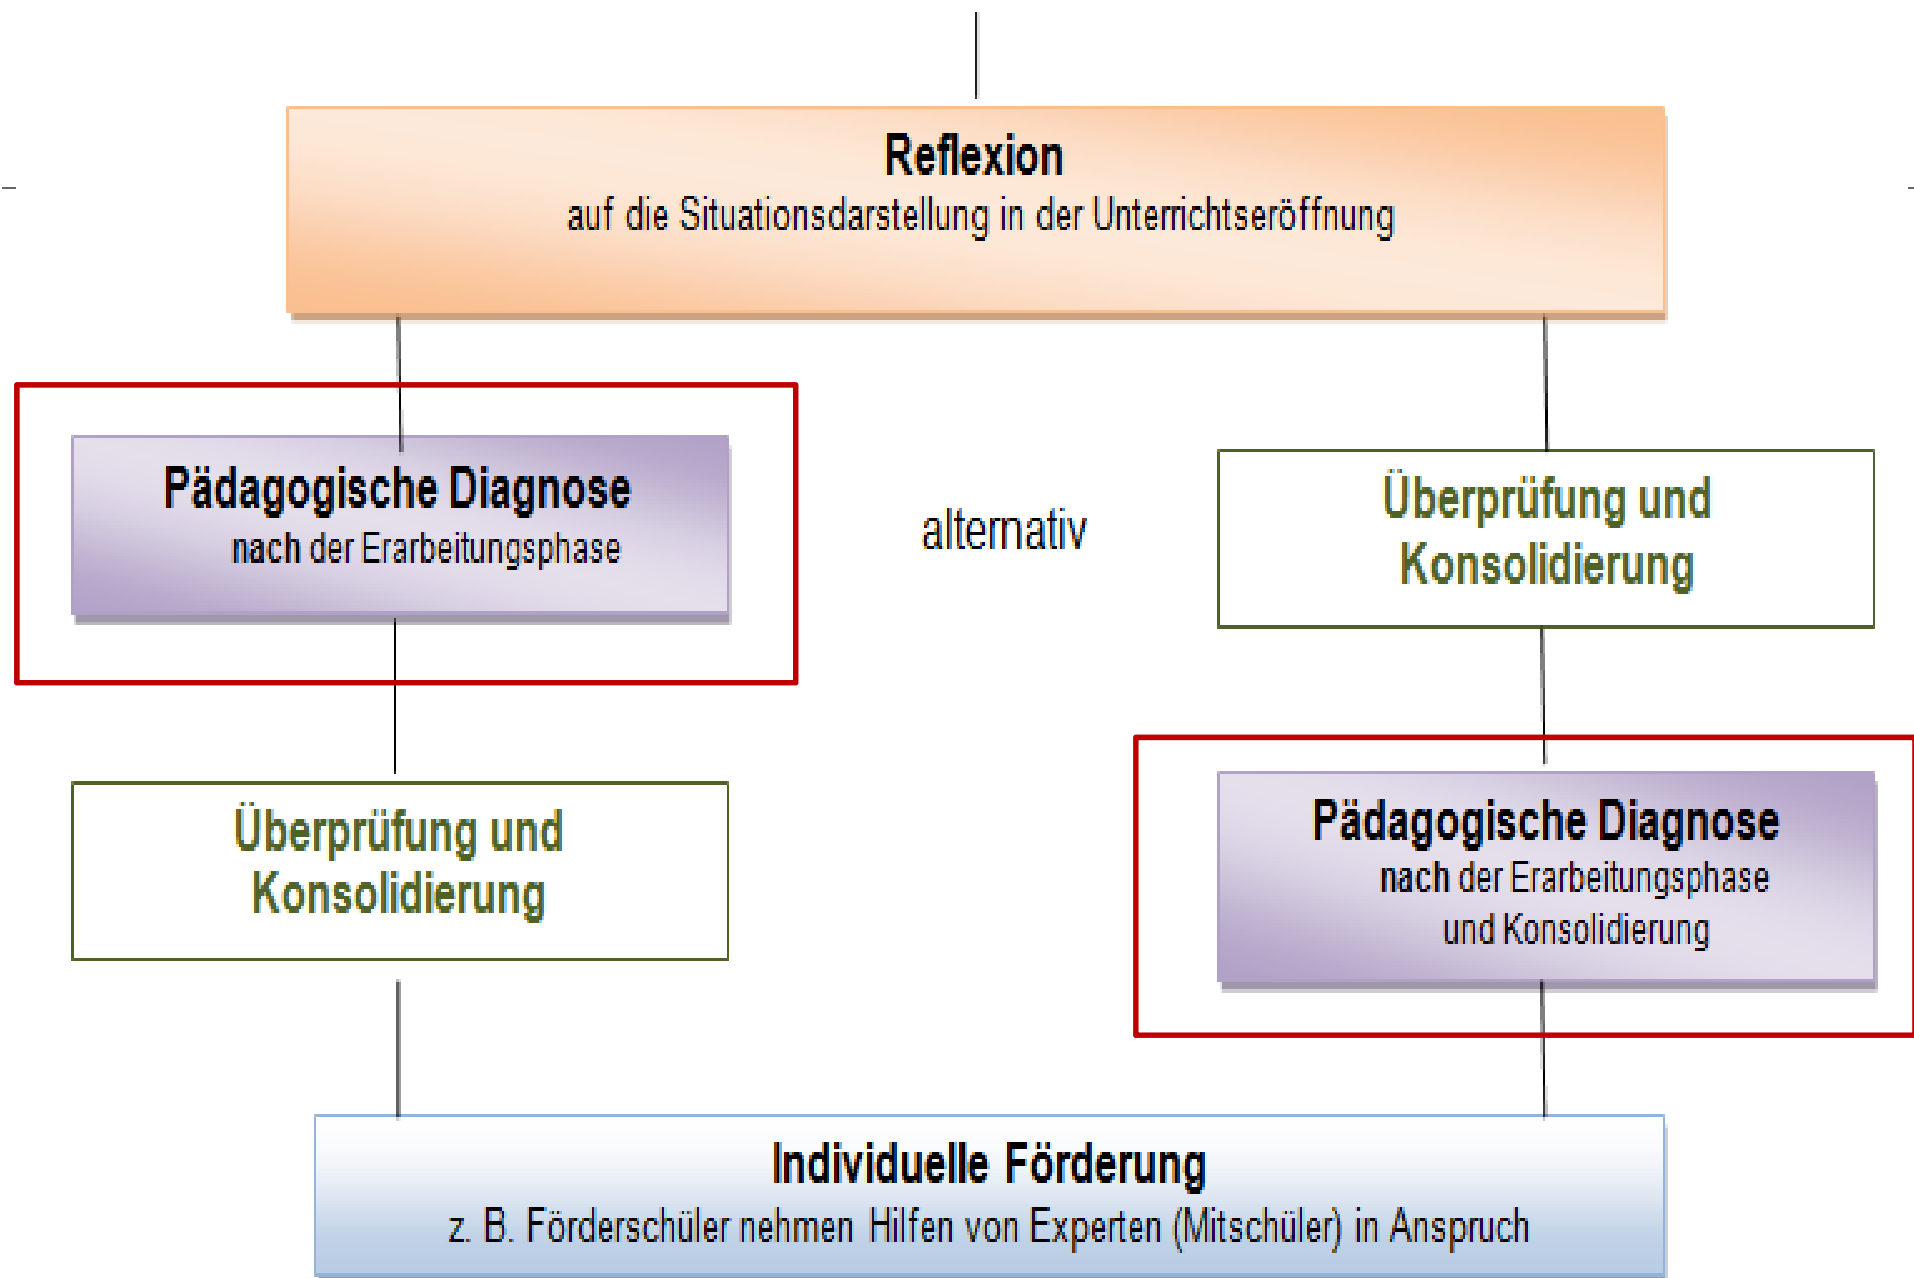 Reflexion
auf die Situationsdarstellung in der Unterrichtseröffnung
Pädagogische Diagnose
nach der Erarbeitungsphase
Überprüfung und
Konsolidierung
alternativ
Überprüfung und
Konsolidierung
Pädagogische Diagnose
nach der Erarbeitungsphase
und Konsolidierung
Individuelle Förderung
z. B. Förderschüler nehmen Hilfen von Experten (Mitschüler) in Anspruch